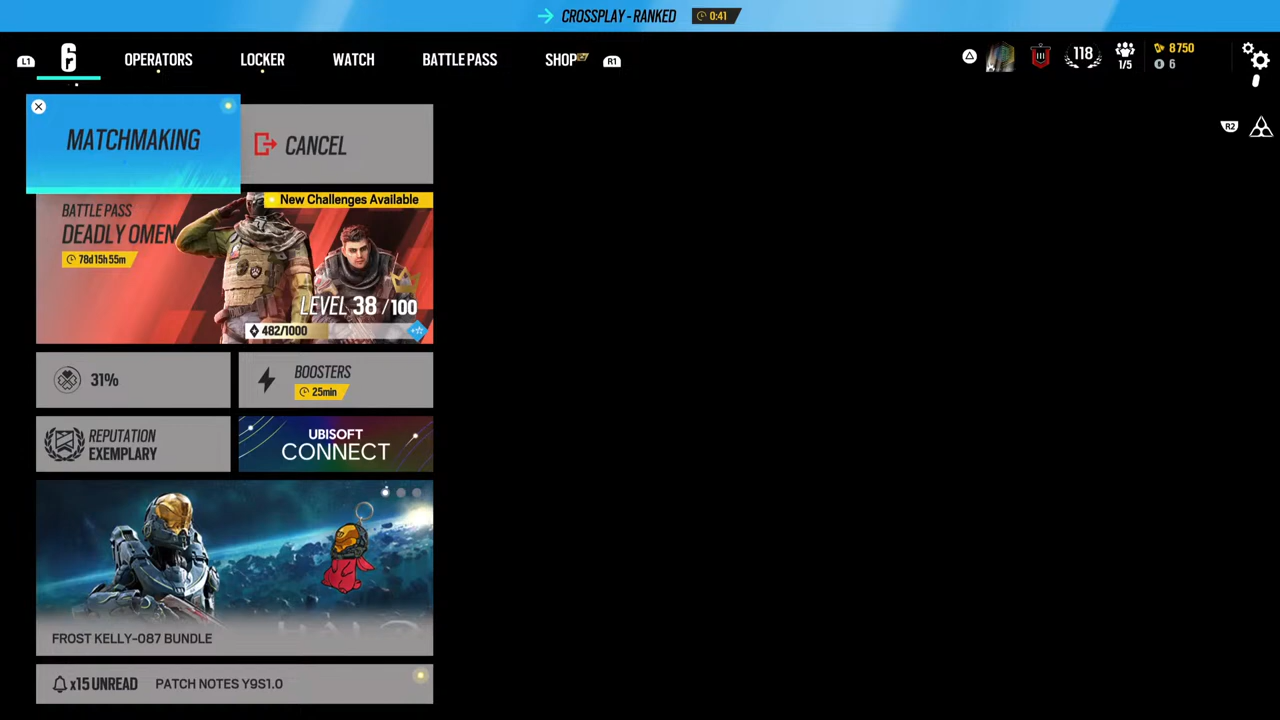 CROSSPLAY - RANKED 0:41
L1 OPERATORS LOCKER WATCH BATTLE PASS SHOP R1
118
1/5
8 750
6
R2
MATCHMAKING
CANCEL
New Challenges Available
BATTLE PASS
DEADLY OMEN
78d 15h 55m
LEVEL 38 /100
482/1000
31%
BOOSTERS
25min
REPUTATION
EXEMPLARY
UBISOFT
CONNECT
FROST KELLY-087 BUNDLE
x15 UNREAD PATCH NOTES Y9S1.0